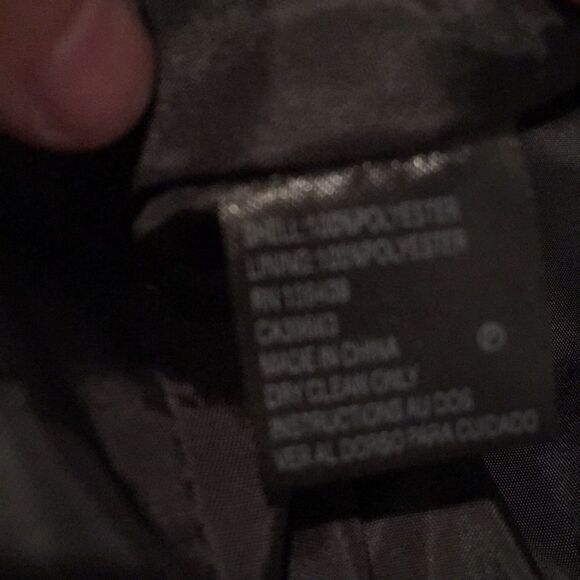 SHELL: 100% POLYESTER
LINING: 100% POLYESTER
RN
MADE IN CHINA
DRY CLEAN ONLY
INSTRUCTIONS AU DOS
VER AL DORSO PARA CUIDADO